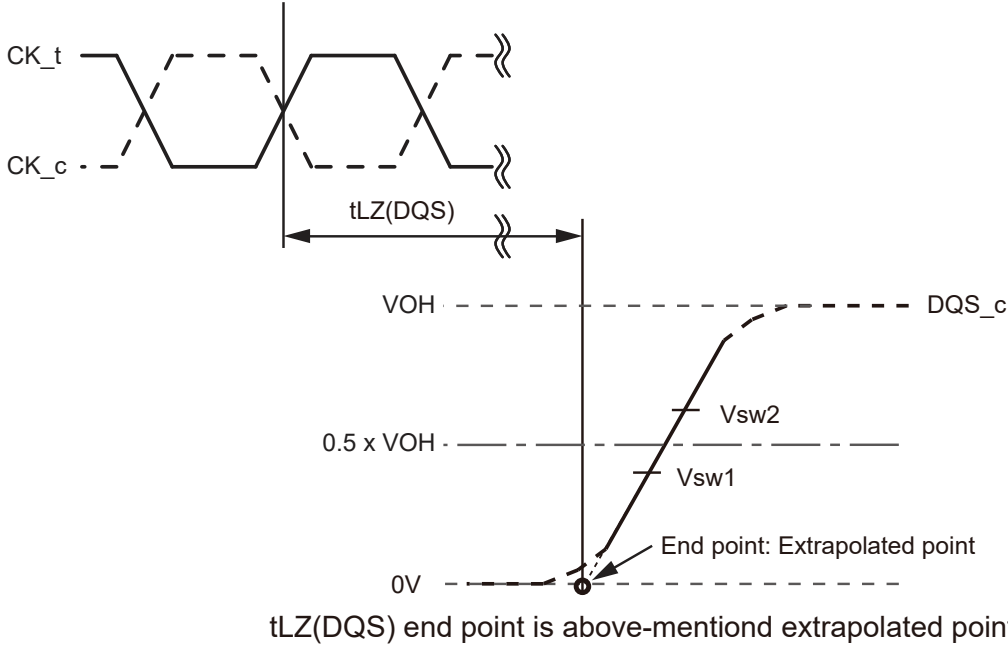 CK_t
CK_c
tLZ(DQS)
VOH
DQS_c
Vsw2
0.5 x VOH
Vsw1
End point: Extrapolated point
0V
tLZ(DQS) end point is above-mentiond extrapolated point